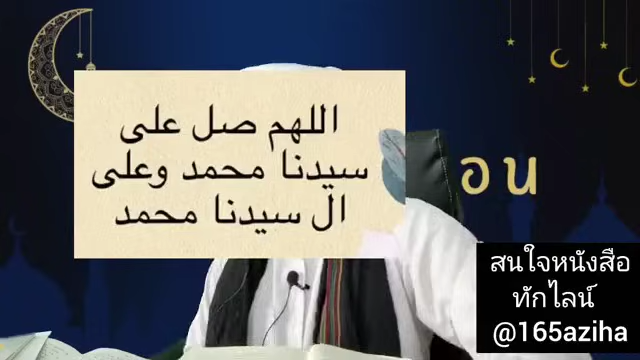 اللهم صل على
سيدنا محمد وعلى
ال سيدنا محمد
อน
สนใจหนังสือ
ทักไลน์
@165aziha